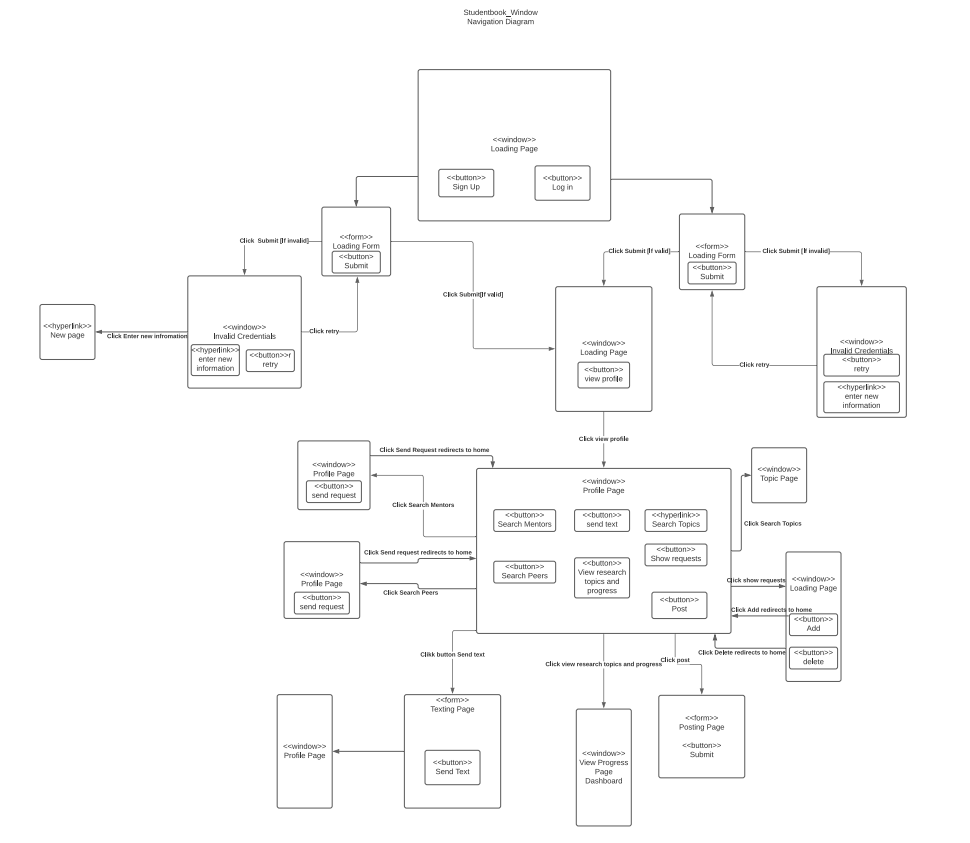 Studentbook_Window
Navigation Diagram
<<window>>
Loading Page
<<button>>
Sign Up
<<button>>
Log in
<<form>>
Loading Form
<<button>
Submit
<<form>>
Loading Form
<<button>>
Submit
Click Submit [If invalid]
Click Submit[If valid]
Click Submit [If valid]
Click Submit [If invalid]
<<hyperlink>>
New page
Click Enter new infromation
<<window>>
Invalid Credentials
<<hyperlink>>
enter new
information
<<button>>r
retry
Click retry
<<window>>
Loading Page
<<button>>
view profile
Click retry
<<window>>
Invalid Credentials
<<button>>
retry
<<hyperlink>>
enter new
information
Click view profile
<<window>>
Profile Page
<<button>>
send request
Click Send Request redirects to home
Click Search Mentors
<<window>>
Profile Page
<<button>>
Search Mentors
<<button>>
send text
<<hyperlink>>
Search Topics
<<button>>
Show requests
<<button>>
Search Peers
<<button>>
View research
topics and
progress
<<button>>
Post
<<window>>
Topic Page
Click Search Topics
<<window>>
Profile Page
<<button>>
send request
Click Send request redirects to home
Click Search Peers
Click show requests
<<window>>
Loading Page
Click Add redirects to home
<<button>>
Add
Click Delete redirects to home
<<button>>
delete
Clikk button Send text
Click view research topics and progress
Click post
<<window>>
Profile Page
<<form>>
Texting Page
<<button>>
Send Text
<<window>>
View Progress
Page
Dashboard
<<form>>
Posting Page
<<button>>
Submit